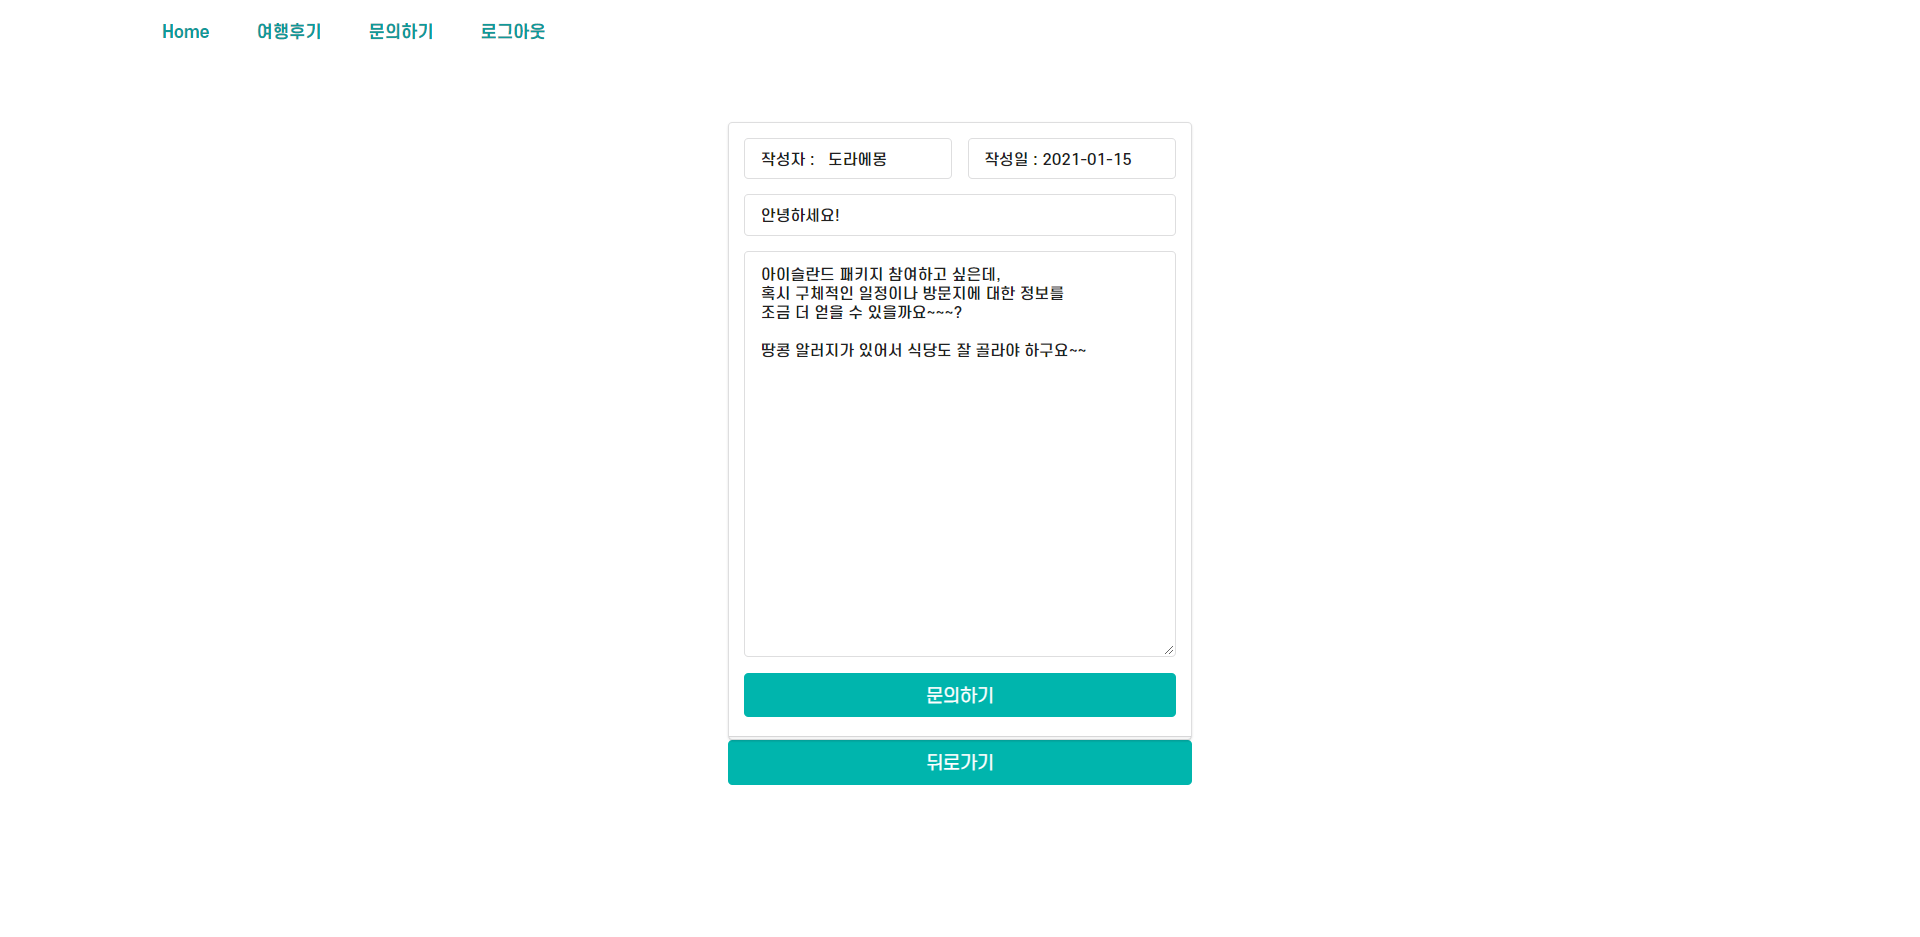 Home 여행후기 문의하기 로그아웃
작성자 : 도라에몽 작성일 : 2021-01-15
안녕하세요!
아이슬란드 패키지 참여하고 싶은데,
혹시 구체적인 일정이나 방문지에 대한 정보를
조금 더 얻을 수 있을까요~~~?
땅콩 알러지가 있어서 식당도 잘 골라야 하구요~~
문의하기
뒤로가기